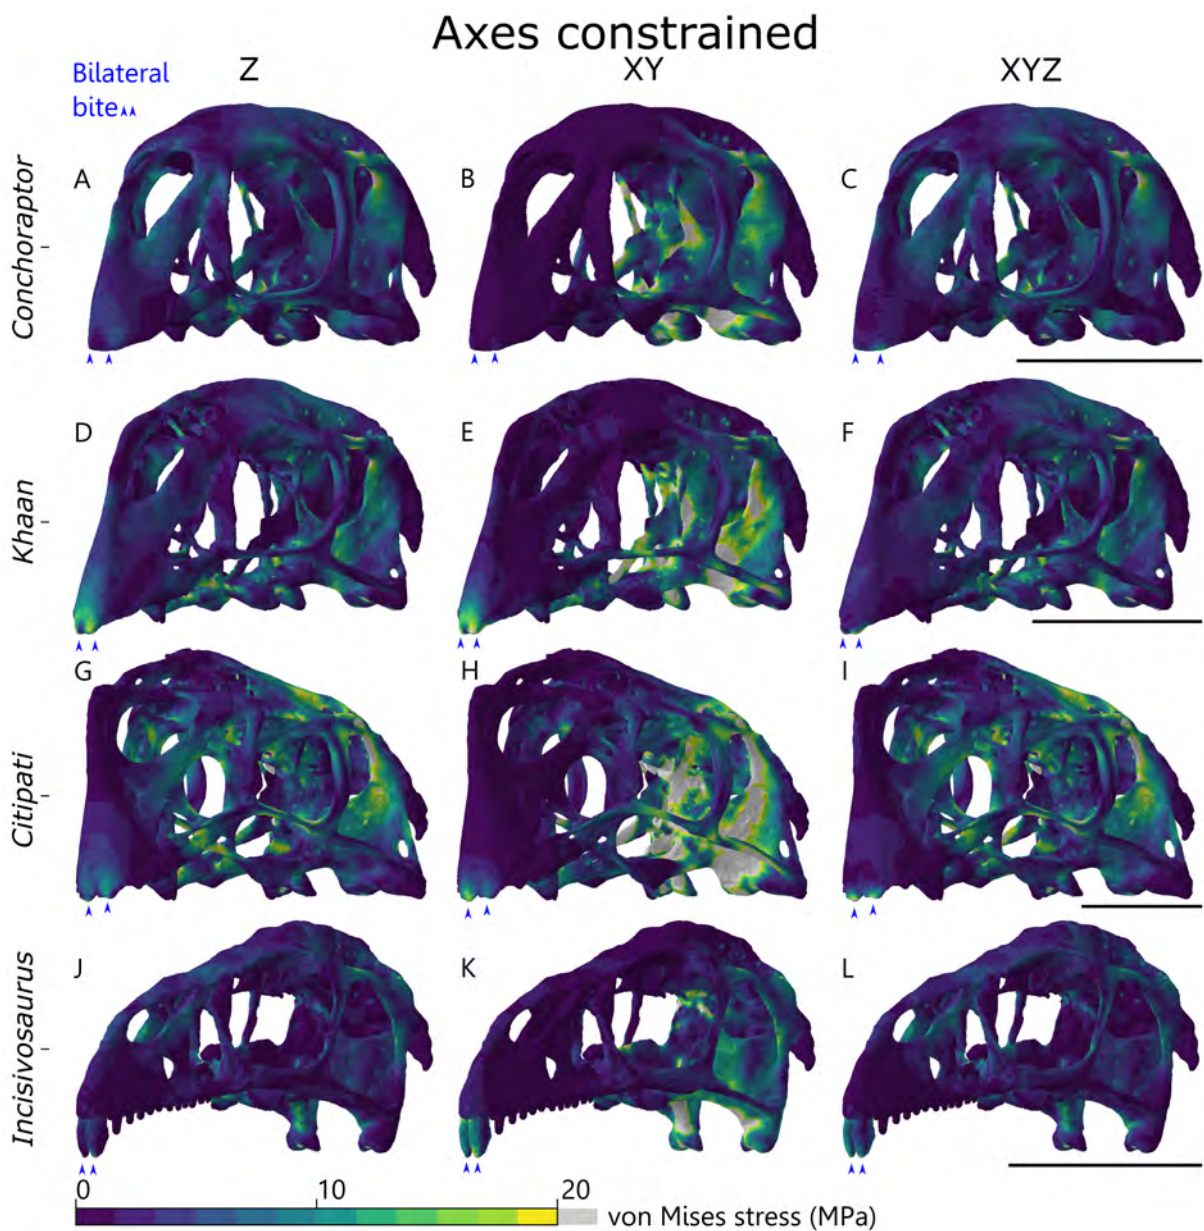 Axes constrained
Bilateral
bite
Z
XY
XYZ
Conchoraptor
A
B
C
Khaan
D
E
F
Citipati
G
H
I
Incisivosaurus
J
K
L
0
10
20
von Mises stress (MPa)